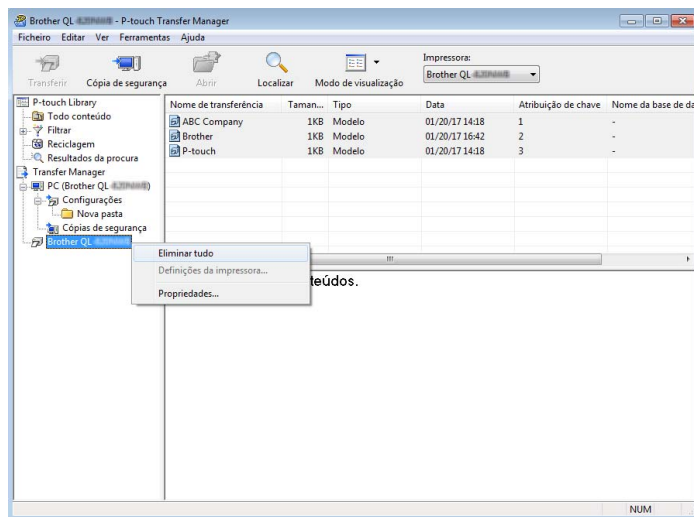 Brother QL - P-touch Transfer Manager
Ficheiro Editar Ver Ferramentas Ajuda
Transferir Cópia de segurança Abrir Localizar Modo de visualização
Impressora:
Brother QL
P-touch Library
Todo conteúdo
Filtrar
Reciclagem
Resultados da procura
Transfer Manager
PC (Brother QL )
Configurações
Nova pasta
Cópias de segurança
Brother QL
Nome de transferência Taman... Tipo Data Atribuição de chave Nome da base de da
ABC Company 1KB Modelo 01/20/17 14:18 1 -
Brother 1KB Modelo 01/20/17 16:42 2 -
P-touch 1KB Modelo 01/20/17 14:18 3 -
Eliminar tudo
Definições da impressora...
Propriedades...
teúdos.
NUM